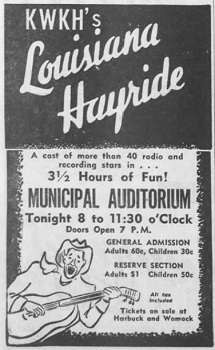 KWKH's
Louisiana
Hayride
A cast of more than 40 radio and
recording stars in . . .
3½ Hours of Fun!
MUNICIPAL AUDITORIUM
Tonight 8 to 11:30 o'Clock
Doors Open 7 P.M.
GENERAL ADMISSION
Adults 60c, Children 30c
RESERVE SECTION
Adults $1 Children 50c
All tax
included
Tickets on sale at
Harbuck and Womack